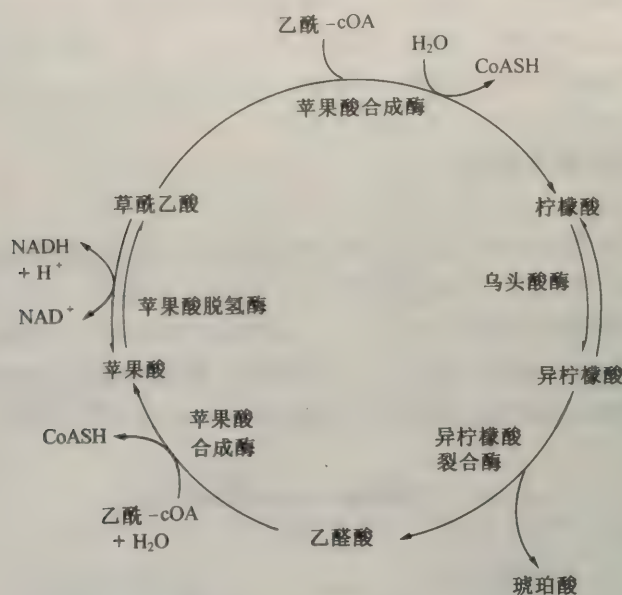 乙酰-cOA
H₂O
CoASH
苹果酸合成酶
草酰乙酸
柠檬酸
NADH
+ H⁺
乌头酸酶
NAD⁺
苹果酸脱氢酶
苹果酸
异柠檬酸
CoASH
苹果酸
合成酶
异柠檬酸
裂合酶
乙酰-cOA
+ H₂O
乙醛酸
琥珀酸